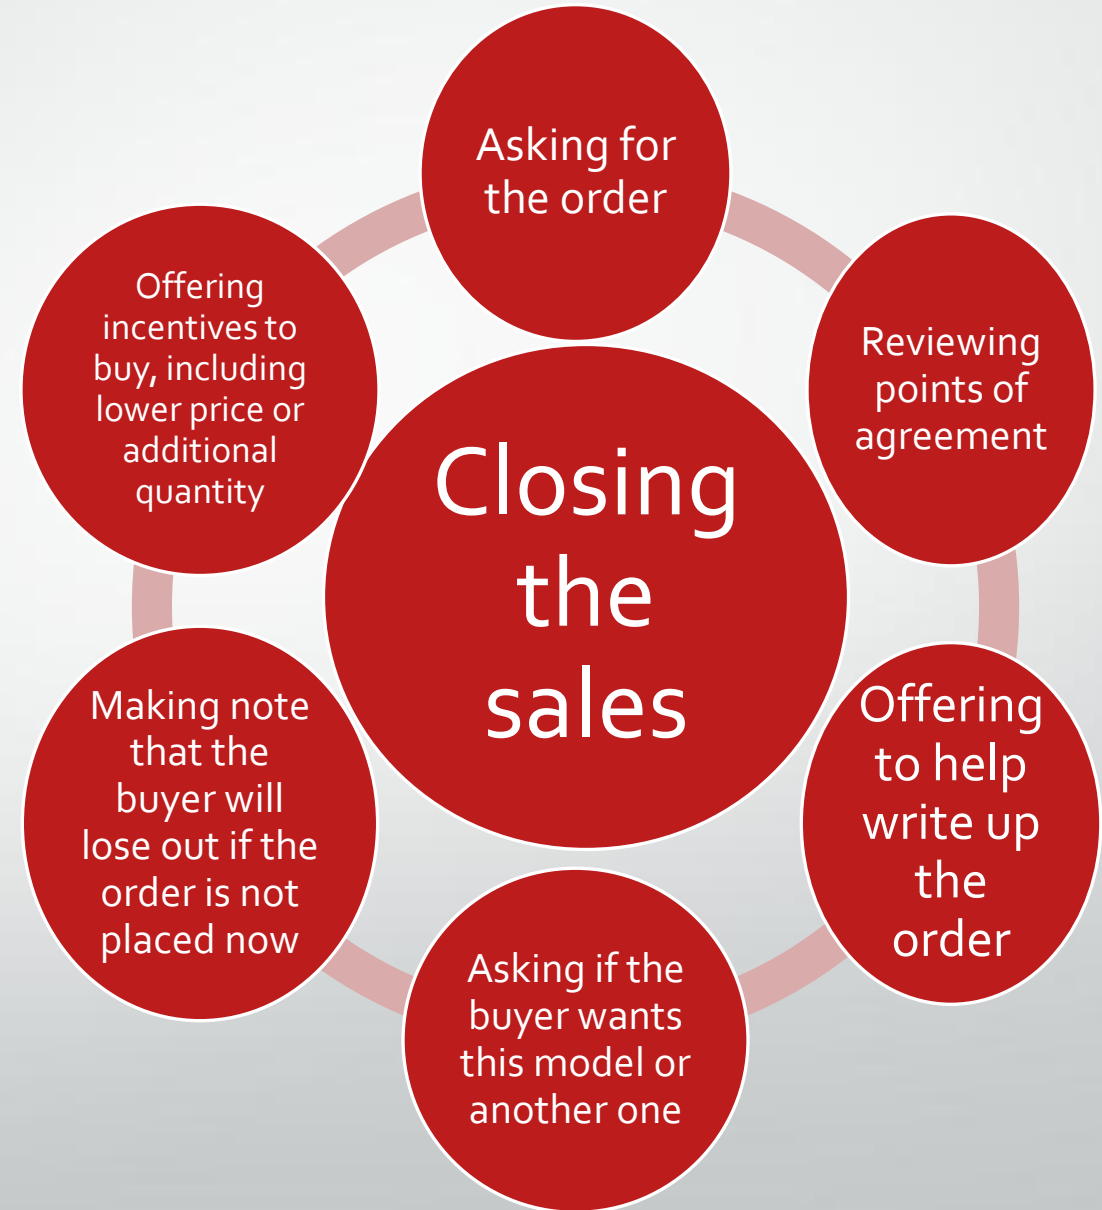 Asking for
the order
Reviewing
points of
agreement
Offering
to help
write up
the
order
Asking if the
buyer wants
this model or
another one
Making note
that the
buyer will
lose out if the
order is not
placed now
Offering
incentives to
buy, including
lower price or
additional
quantity
Closing
the
sales